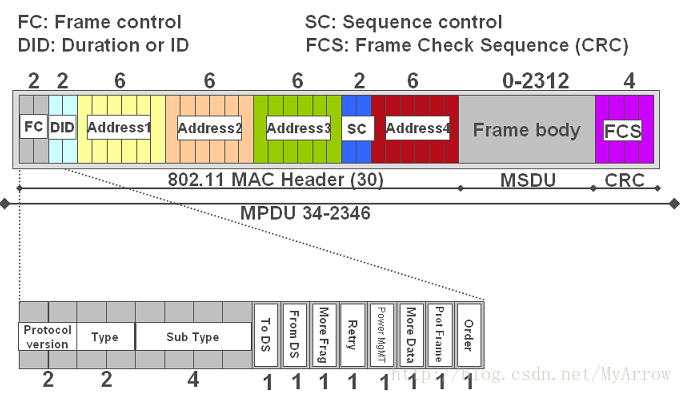 FC: Frame control SC: Sequence control
DID: Duration or ID FCS: Frame Check Sequence (CRC)
2 2 6 6 6 2 6 0-2312 4
FC DID Address1 Address2 Address3 SC Address4 Frame body FCS
802.11 MAC Header (30) MSDU CRC
MPDU 34-2346
Protocol version Type Sub Type To DS From DS More Frag Retry Power MgMT More Data Prot Frame Order
2 2 4 1 1 1 1 1 1 1 1
http://blog.csdn.net/MyArrow